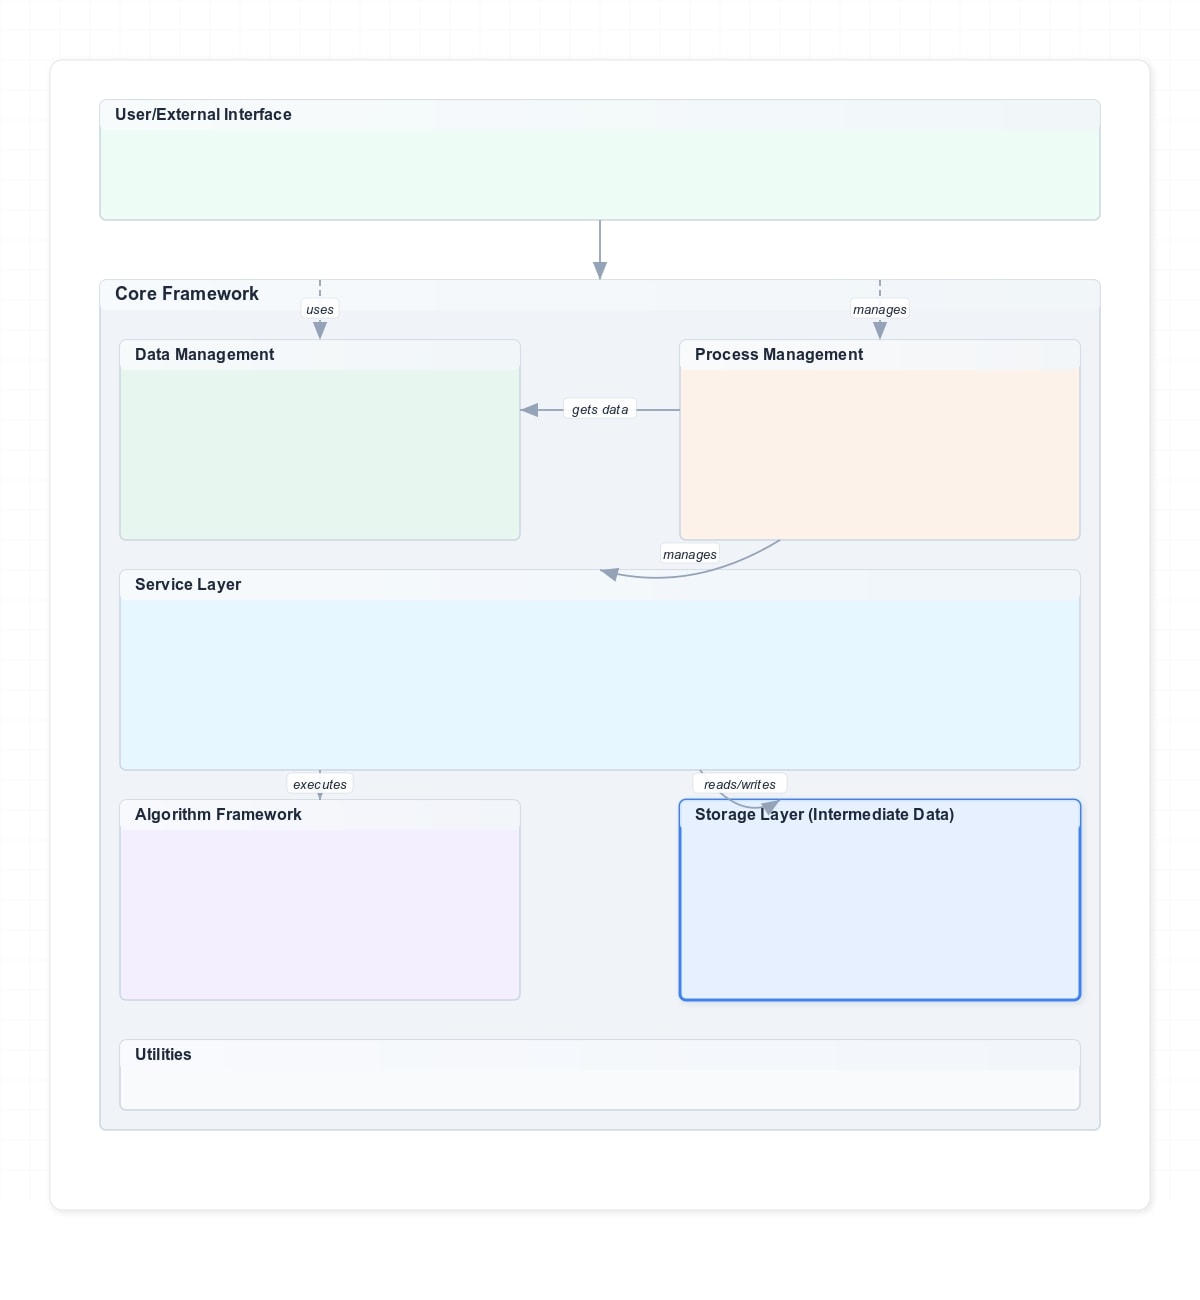 User/External Interface
Core Framework
uses
manages
Data Management
Process Management
gets data
manages
Service Layer
executes
reads/writes
Algorithm Framework
Storage Layer (Intermediate Data)
Utilities